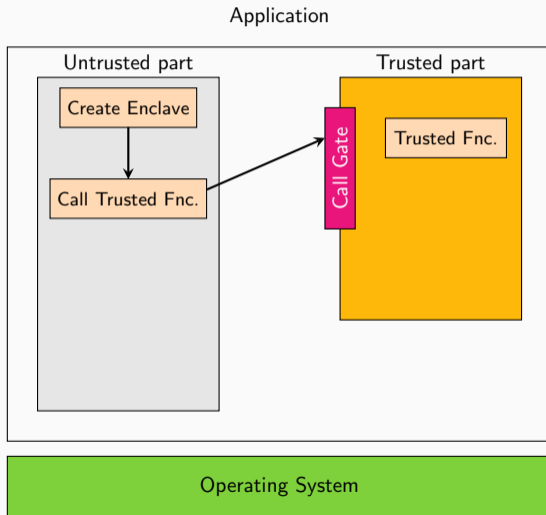 Application
Untrusted part
Trusted part
Create Enclave
Call Trusted Fnc.
Call Gate
Trusted Fnc.
Operating System